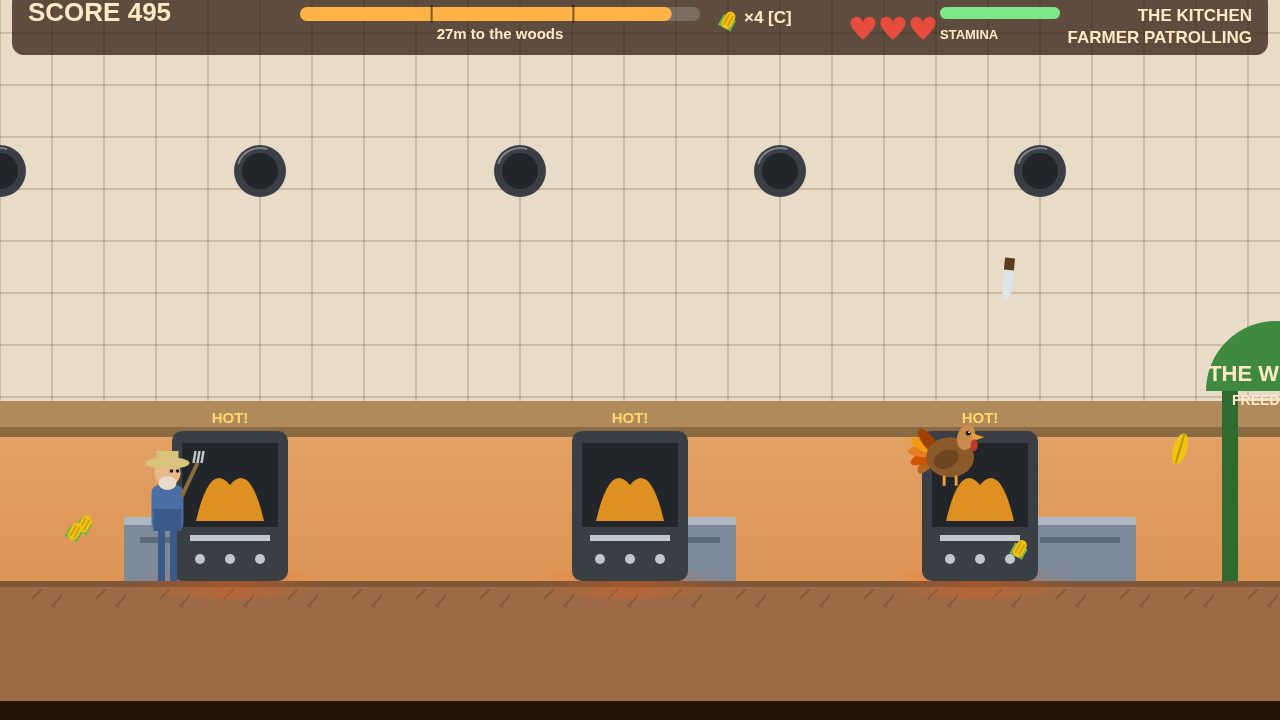 SCORE 495
27m to the woods
×4 [C]
STAMINA
THE KITCHEN
FARMER PATROLLING
HOT!
HOT!
HOT!
THE W
FREED